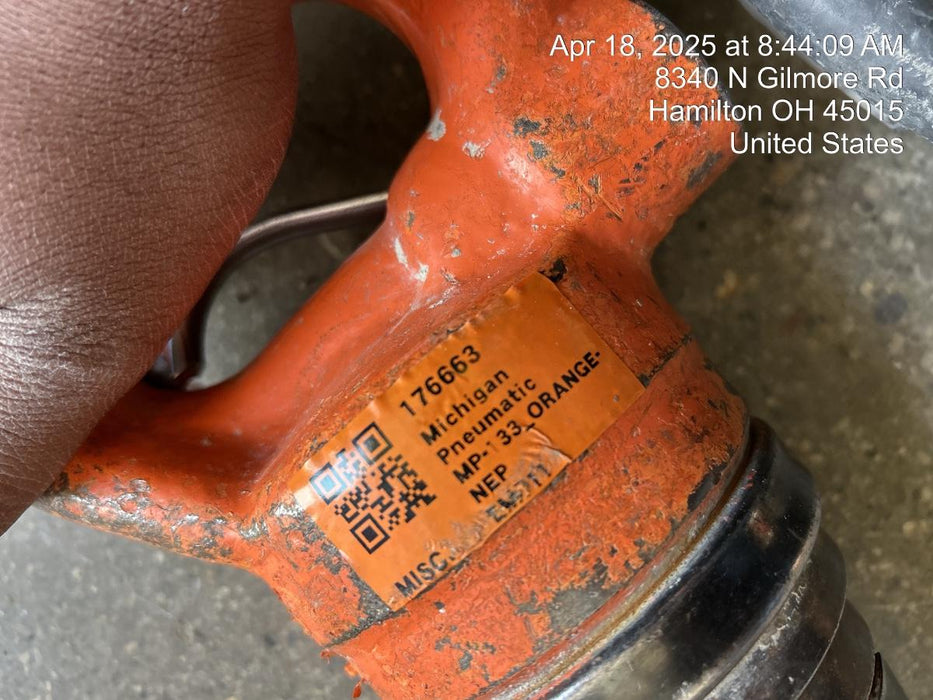 Apr 18, 2025 at 8:44:09 AM
8340 N Gilmore Rd
Hamilton OH 45015
United States
176663
Michigan
Pneumatic
MP-133_ORANGE-
NEP
MISC.